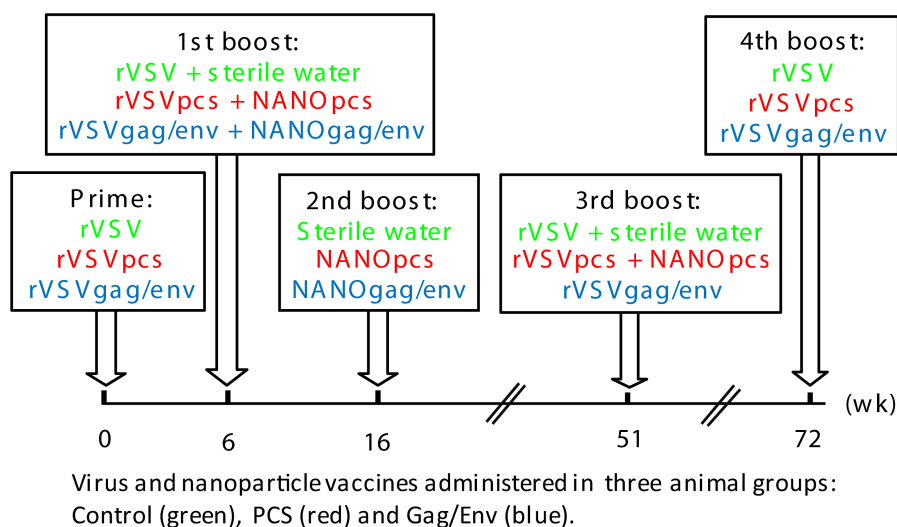 1st boost:
rVSV + sterile water
rVSVpcs + NANOpcs
rVSVgag/env + NANOgag/env
4th boost:
rVSV
rVSVpcs
rVSVgag/env
Prime:
rVSV
rVSVpcs
rVSVgag/env
2nd boost:
Sterile water
NANOpcs
NANOgag/env
3rd boost:
rVSV + sterile water
rVSVpcs + NANOpcs
rVSVgag/env
0 6 16 51 72 (wk)
Virus and nanoparticle vaccines administered in three animal groups:
Control (green), PCS (red) and Gag/Env (blue).